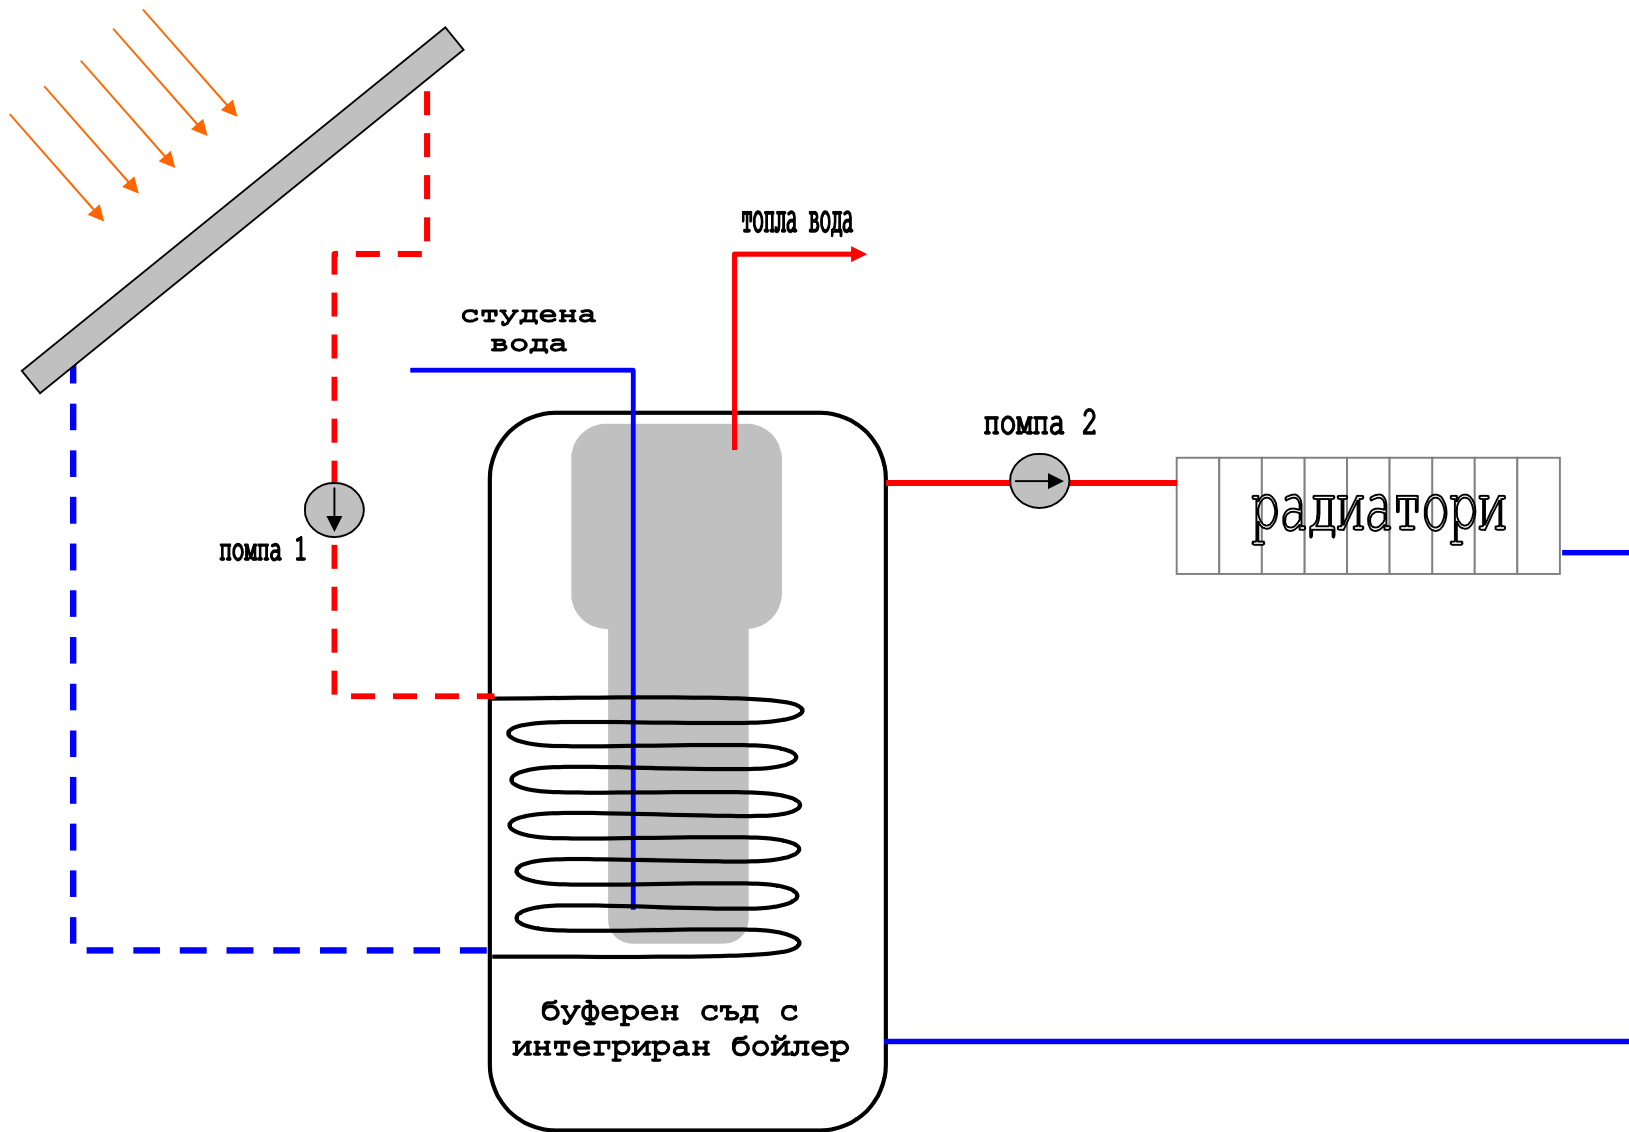 топла вода
студена
вода
помпа 2
радиатори
помпа 1
буферен съд с
интегриран бойлер